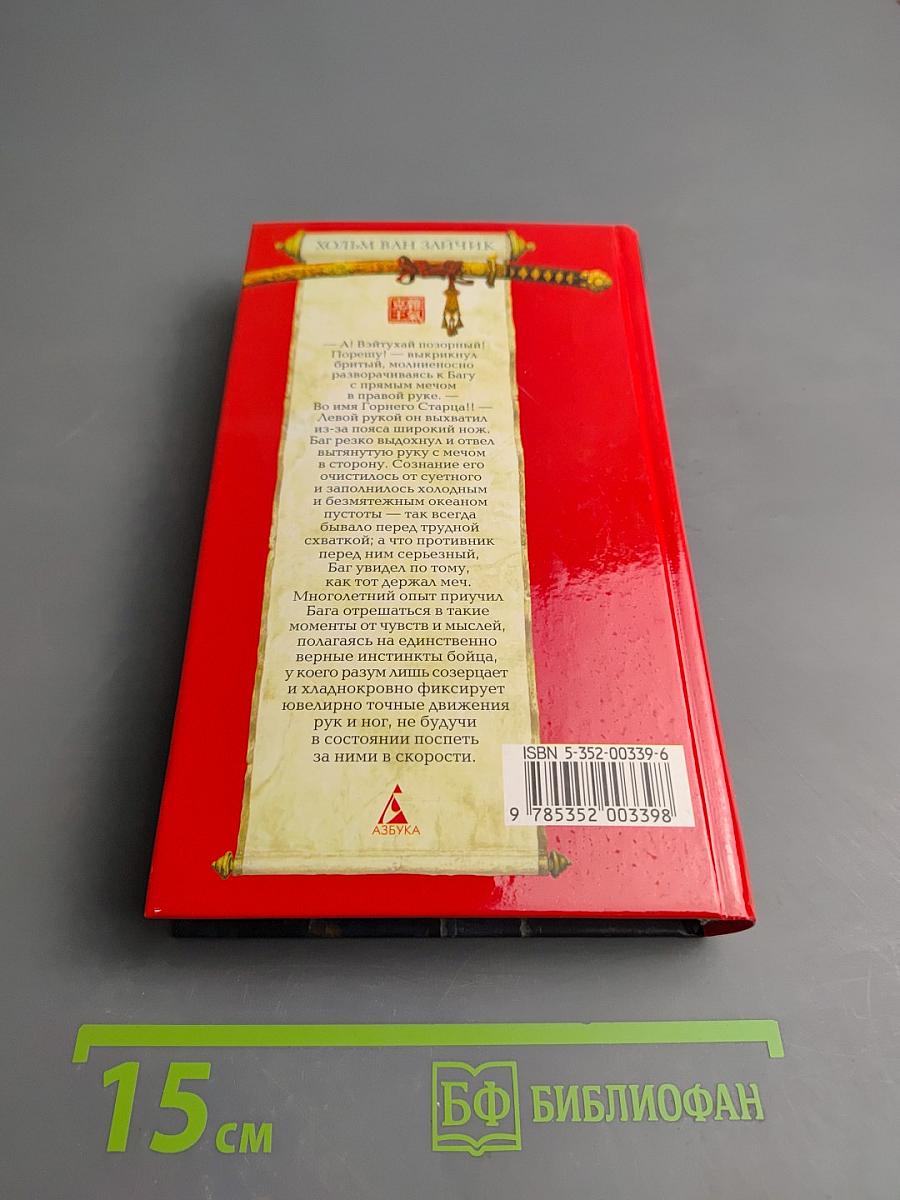 ХОЛЬМ ВАН ЗАЙЧИК
— А! Вэйтухай позорный!
Порешу! — выкрикнул
бритый, молниеносно
разворачиваясь к Багу
с прямым мечом
в правой руке. —
Во имя Горнего Старца!! —
Левой рукой он выхватил
из-за пояса широкий нож.
Баг резко выдохнул и отвел
вытянутую руку с мечом
в сторону. Сознание его
очистилось от суетного
и заполнилось холодным
и безмятежным океаном
пустоты — так всегда
бывало перед трудной
схваткой; а что противник
перед ним серьезный,
Баг увидел по тому,
как тот держал меч.
Многолетний опыт приучил
Бага отрешаться в такие
моменты от чувств и мыслей,
полагаясь на единственно
верные инстинкты бойца,
у коего разум лишь созерцает
и хладнокровно фиксирует
ювелирно точные движения
рук и ног, не будучи
в состоянии поспеть
за ними в скорости.
АЗБУКА
ISBN 5-352-00339-6
9 785352 003398
15 см
БФ БИБЛИОФАН